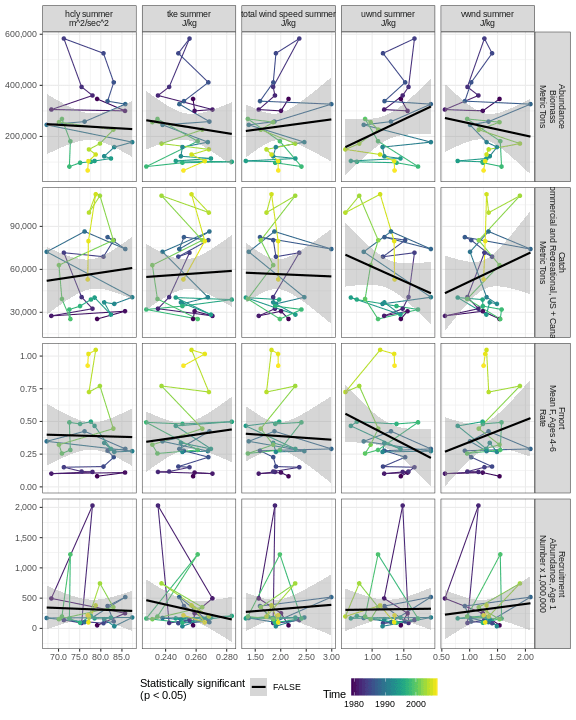 hdly summer
m^2/sec^2
tke summer
J/kg
total wind speed summer
J/kg
uwnd summer
J/kg
vwnd summer
J/kg
600,000
400,000
200,000
Abundance
Biomass
Metric Tons
90,000
60,000
30,000
Catch
Commercial and Recreational, US + Cana
Metric Tons
1.00
0.75
0.50
0.25
0.00
Fmort
Mean F, Ages 4-6
Rate
2,000
1,500
1,000
500
0
Recruitment
Abundance, Age 1
Number x 1,000,000
70.0 75.0 80.0 85.0
0.240 0.260 0.280
1.50 2.00 2.50 3.00
1.00 1.50
0.50 1.00 1.50 2.00
Statistically significant
(p < 0.05)
FALSE
Time
1980 1990 2000